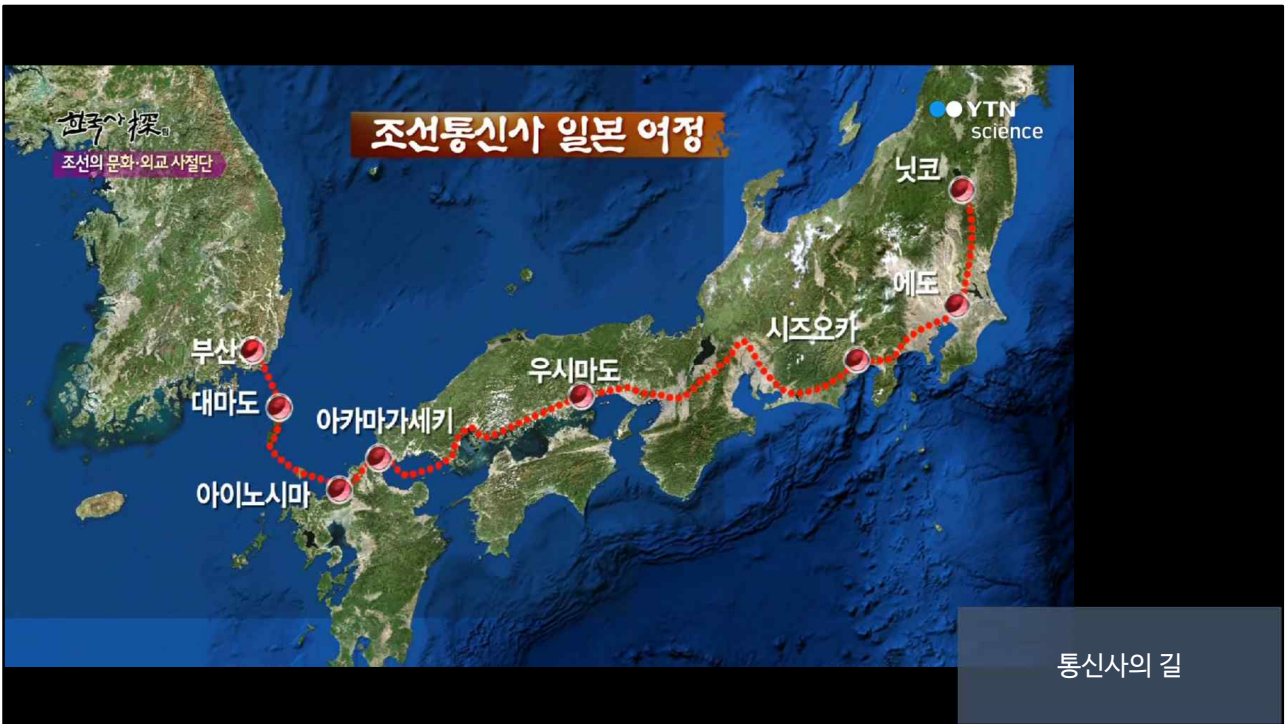 한국사 探
조선의 문화·외교 사절단
조선통신사 일본 여정
YTN
science
닛코
에도
시즈오카
부산
우시마도
대마도
아카마가세키
아이노시마
통신사의 길